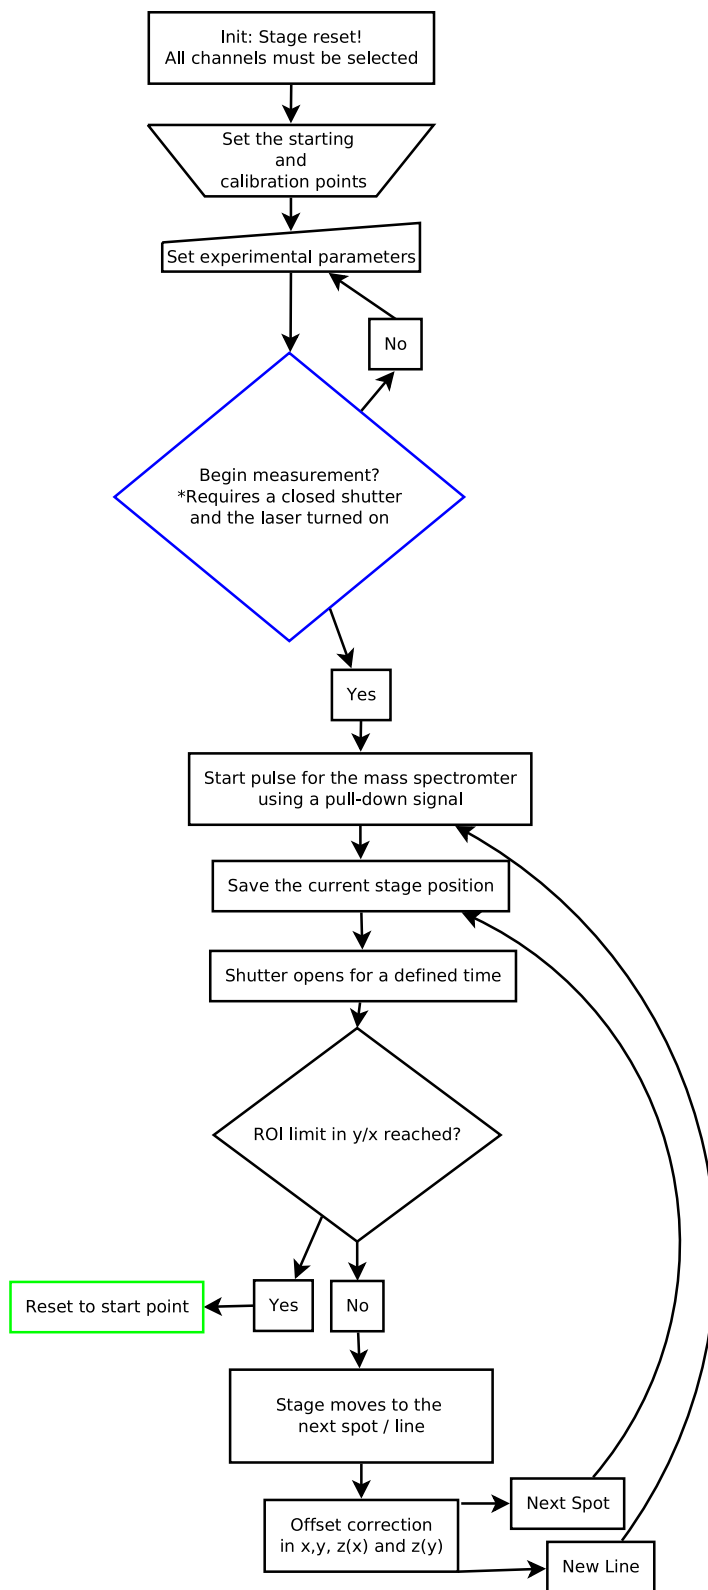 Init: Stage reset!
All channels must be selected
Set the starting
and
calibration points
Set experimental parameters
No
Begin measurement?
*Requires a closed shutter
and the laser turned on
Yes
Start pulse for the mass spectromter
using a pull-down signal
Save the current stage position
Shutter opens for a defined time
ROI limit in y/x reached?
Reset to start point
Yes
No
Stage moves to the
next spot / line
Offset correction
in x,y, z(x) and z(y)
Next Spot
New Line